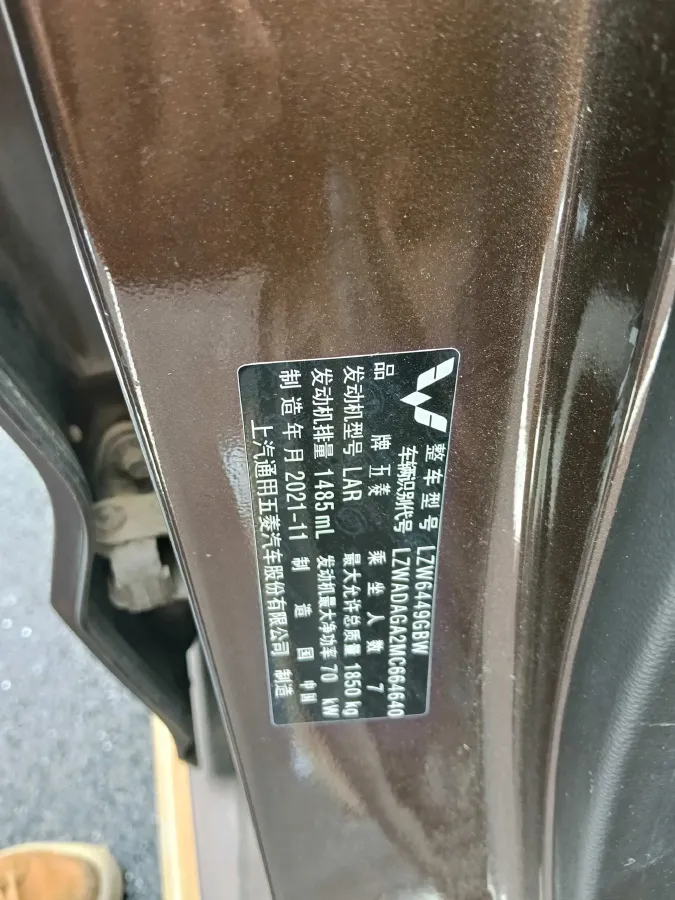 整车型号 LZW6449GBW
车辆识别代号 LZWADAGA2MC664640
品牌 五菱 乘坐人数 7
发动机型号 LAR 最大允许总质量 1850 kg
发动机排量 1485 mL 发动机最大净功率 70 kW
制造年月 2021-11 制造国 中国
上汽通用五菱汽车股份有限公司 制造